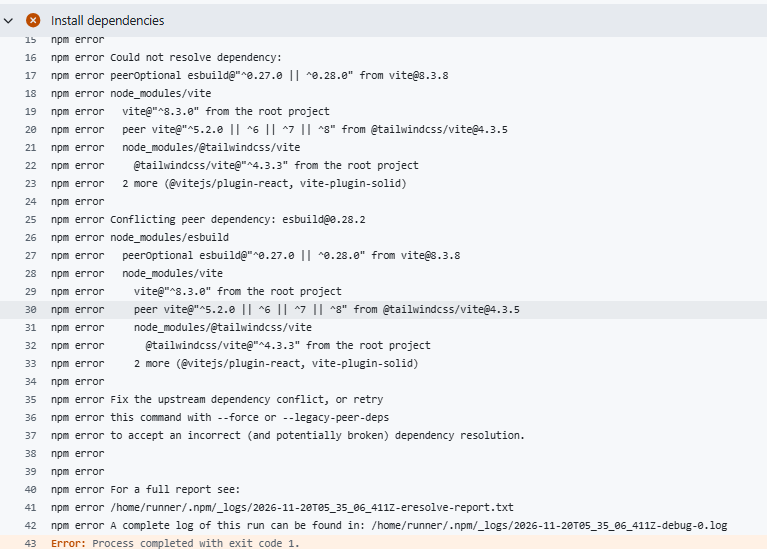 Install dependencies
15 npm error
16 npm error Could not resolve dependency:
17 npm error peerOptional esbuild@"^0.27.0 || ^0.28.0" from vite@8.3.8
18 npm error node_modules/vite
19 npm error   vite@"^8.3.0" from the root project
20 npm error   peer vite@"^5.2.0 || ^6 || ^7 || ^8" from @tailwindcss/vite@4.3.5
21 npm error   node_modules/@tailwindcss/vite
22 npm error     @tailwindcss/vite@"^4.3.3" from the root project
23 npm error   2 more (@vitejs/plugin-react, vite-plugin-solid)
24 npm error
25 npm error Conflicting peer dependency: esbuild@0.28.2
26 npm error node_modules/esbuild
27 npm error   peerOptional esbuild@"^0.27.0 || ^0.28.0" from vite@8.3.8
28 npm error   node_modules/vite
29 npm error     vite@"^8.3.0" from the root project
30 npm error     peer vite@"^5.2.0 || ^6 || ^7 || ^8" from @tailwindcss/vite@4.3.5
31 npm error     node_modules/@tailwindcss/vite
32 npm error       @tailwindcss/vite@"^4.3.3" from the root project
33 npm error     2 more (@vitejs/plugin-react, vite-plugin-solid)
34 npm error
35 npm error Fix the upstream dependency conflict, or retry
36 npm error this command with --force or --legacy-peer-deps
37 npm error to accept an incorrect (and potentially broken) dependency resolution.
38 npm error
39 npm error
40 npm error For a full report see:
41 npm error /home/runner/.npm/_logs/2026-11-20T05_35_06_411Z-eresolve-report.txt
42 npm error A complete log of this run can be found in: /home/runner/.npm/_logs/2026-11-20T05_35_06_411Z-debug-0.log
43 Error: Process completed with exit code 1.